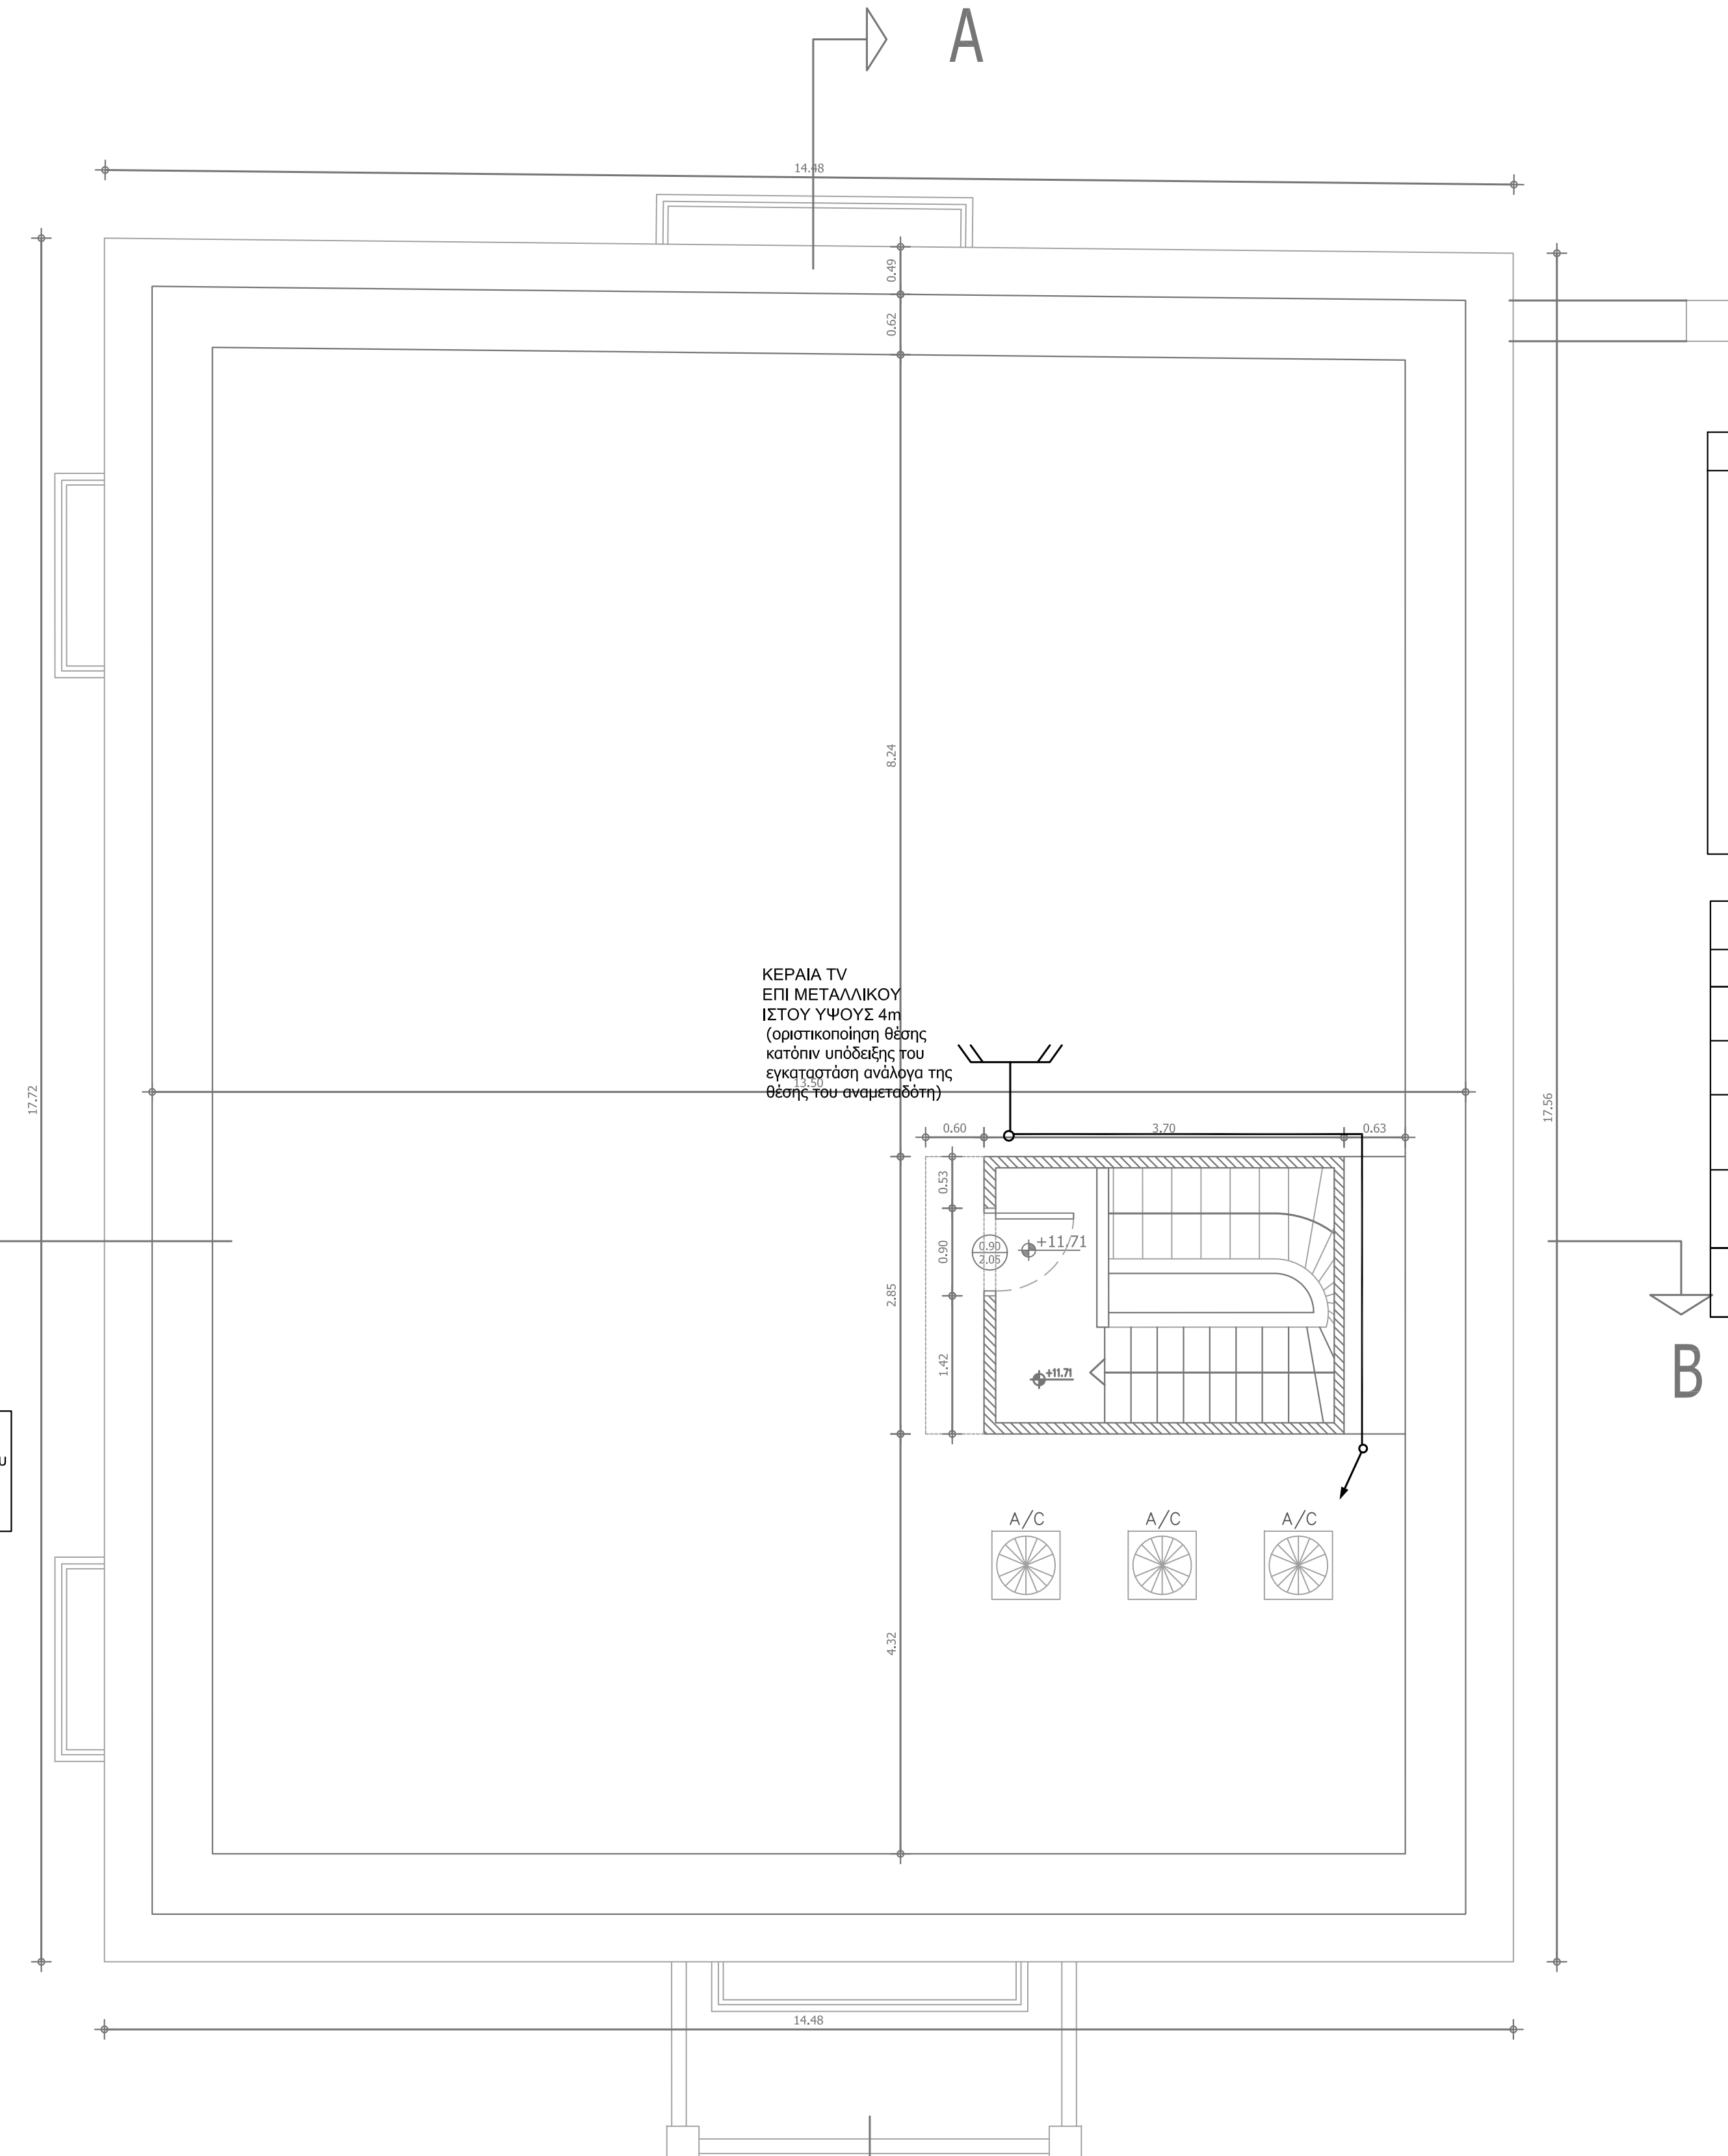 A
14.48
0.49
0.62
8.24
ΚΕΡΑΙΑ TV
ΕΠΙ ΜΕΤΑΛΛΙΚΟΥ
ΙΣΤΟΥ ΥΨΟΥΣ 4m
(οριστικοποίηση θέσης
κατόπιν υπόδειξης του
εγκαταστάση ανάλογα της
θέσης του αναμεταδότη)
13.50
17.72
17.56
0.60
3.70
0.63
0.53
0.90
1.42
2.85
0.90
2.05
+11.71
+11.71
B
υ
A/C
A/C
A/C
4.32
14.48